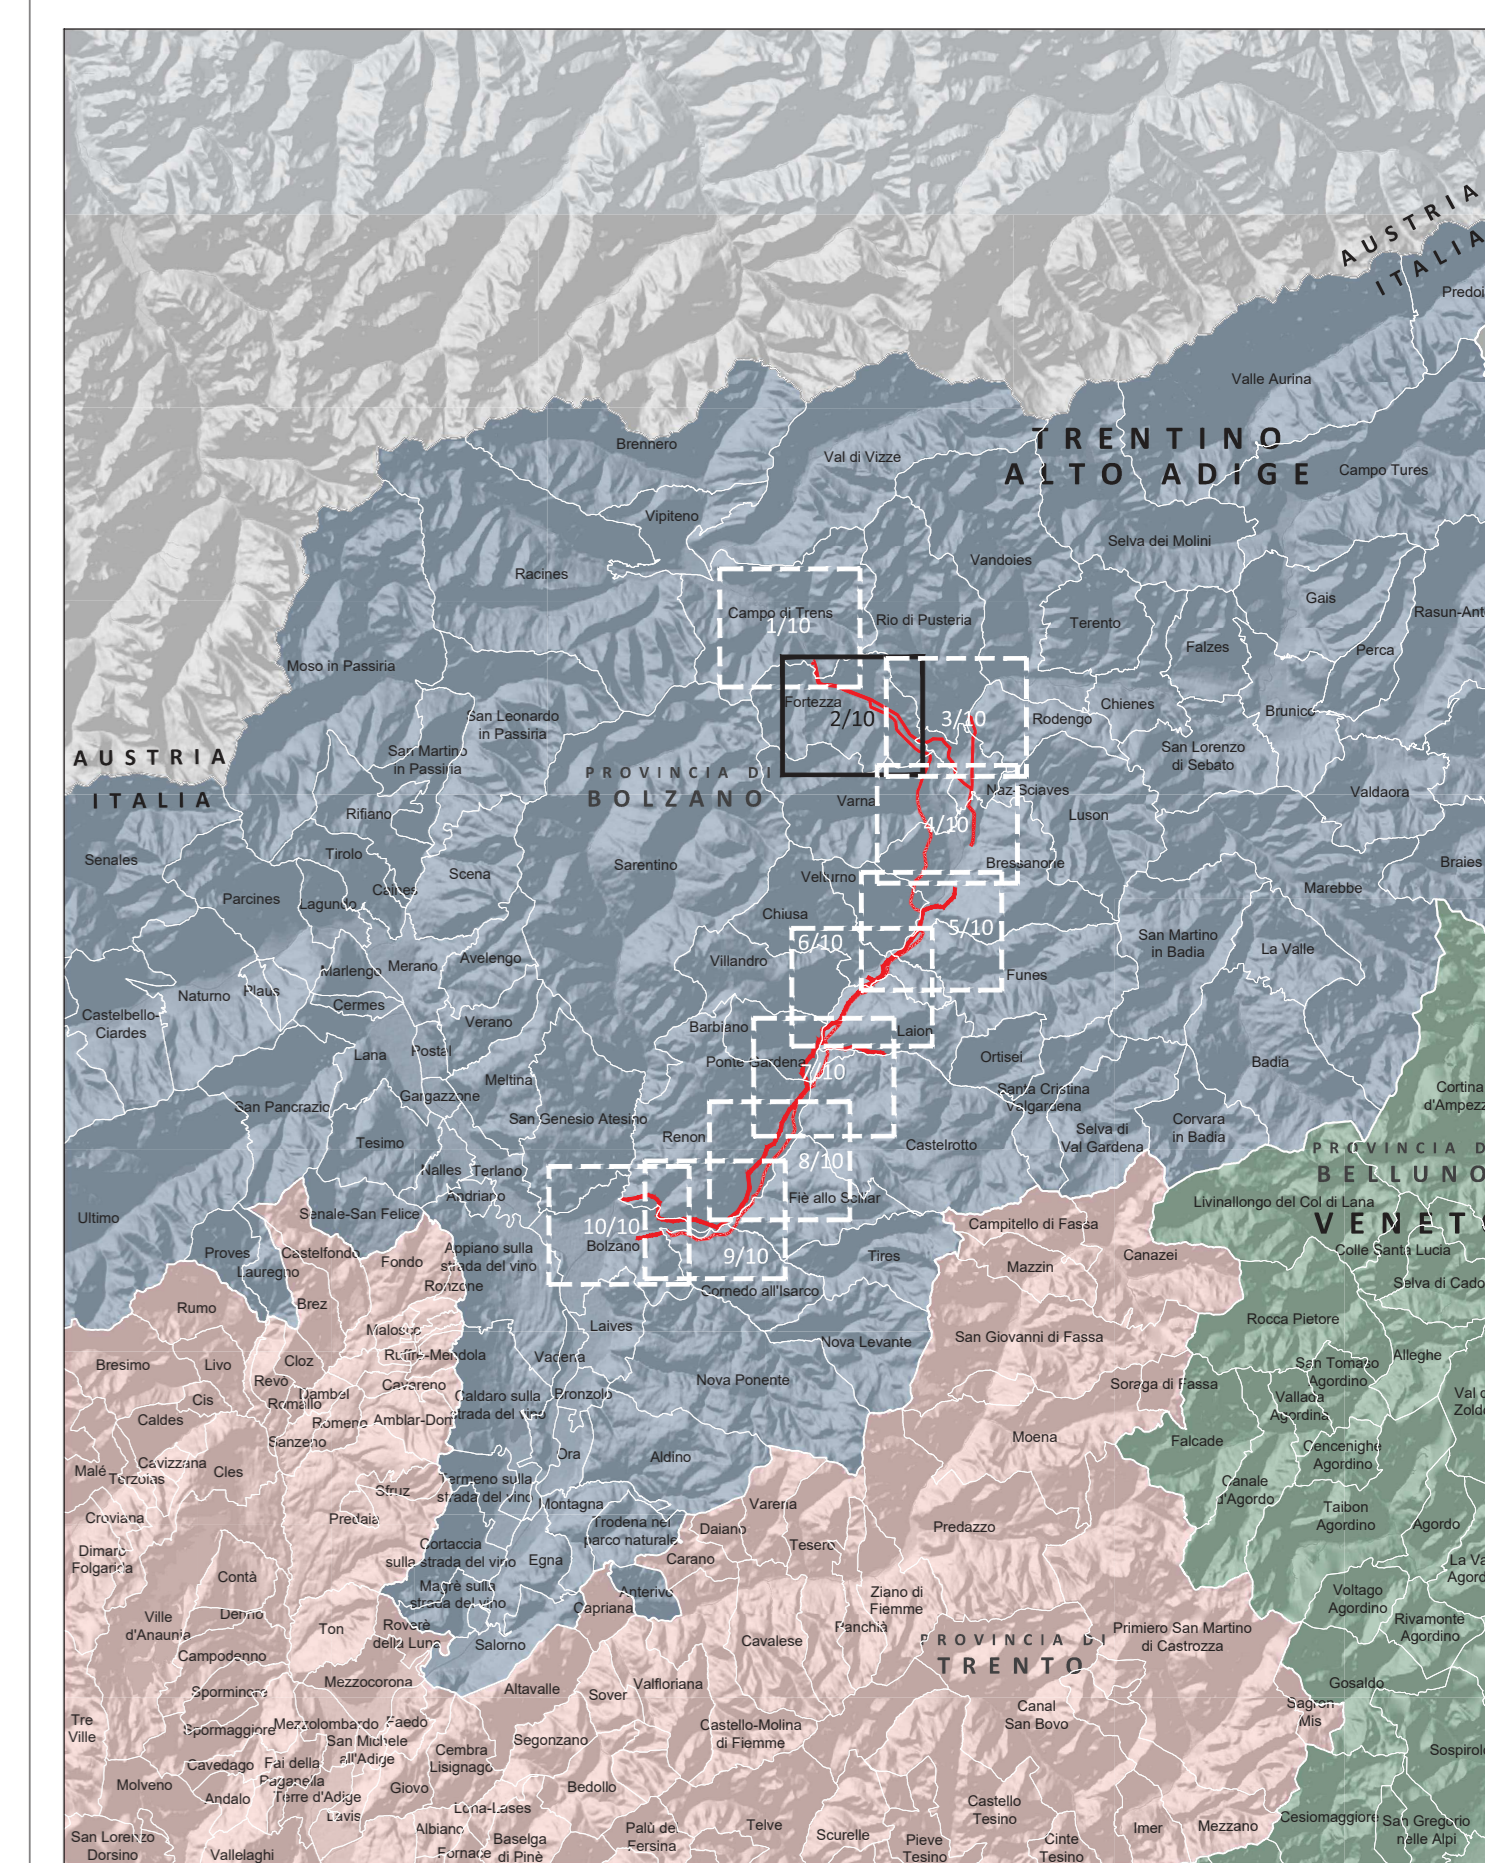 AUSTRIA
ITALIA
Predoi
Valle Aurina
TRENTINO
ALTO ADIGE
Brennero
Val di Vizze
Campo Tures
Vipiteno
Selva dei Molini
Racines
Vandoies
Gais
Campo di Trens
1/10
Rio di Pusteria
Terento
Rasun-Ant
Falzes
Perca
Moso in Passiria
Fortezza
2/10
3/10
Rodengo
Chienes
Brunico
San Leonardo
in Passiria
San Martino
in Passiria
San Lorenzo
di Sebato
AUSTRIA
ITALIA
PROVINCIA DI
BOLZANO
Varna
Naz-Sciaves
Valdaora
Rifiano
4/10
Luson
Senales
Tirolo
Scena
Sarentino
Bressanone
Braies
Parcines
Lagundo
Caines
Velturno
Marebbe
Chiusa
5/10
6/10
San Martino
in Badia
La Valle
Marlengo
Merano
Avelengo
Villandro
Funes
Naturno
Plaus
Cermes
Castelbello-
Ciardes
Verano
Barbiano
Laion
Lana
Postal
Ponte Gardena
7/10
Ortisei
Badia
Meltina
Gargazzone
San Pancrazio
San Genesio Atesino
Santa Cristina
Valgardena
Cortina
d'Ampezz
Tesimo
Renon
Castelrotto
Selva di
Val Gardena
Corvara
in Badia
8/10
PROVINCIA D
BELLUNO
Nalles
Terlano
Andriano
Fiè allo Sciliar
Livinallongo del Col di Lana
Ultimo
Senale-San Felice
10/10
Bolzano
9/10
Campitello di Fassa
VENET
Colle Santa Lucia
Proves
Lauregno
Castelfondo
Fondo
Appiano sulla
strada del vino
Tires
Mazzin
Canazei
Selva di Cado
Ronzone
Cornedo all'Isarco
Rumo
Brez
Malosco
Laives
Nova Levante
San Giovanni di Fassa
Rocca Pietore
Bresimo
Livo
Cloz
Ruffrè-Mendola
Vadena
San Tomaso
Agordino
Alleghe
Revò
Cavareno
Nova Ponente
Soraga di Fassa
Cis
Romallo
Dambel
Caldaro sulla
strada del vino
Bronzolo
Vallada
Agordina
Val d
Zold
Caldes
Romeno
Amblar-Don
Sanzeno
Ora
Aldino
Moena
Falcade
Cencenighe
Agordino
Malé
Terzolas
Cavizzana
Cles
Termeno sulla
strada del vino
Sfruz
Canale
d'Agordo
Croviana
Predaia
Montagna
Varena
Taibon
Agordino
Trodena nel
parco naturale
Daiano
Tesero
Predazzo
Agordo
Dimaro
Folgarida
Cortaccia
sulla strada del vino
Egna
Carano
La Va
Agord
Contà
Magrè sulla
strada del vino
Anterivo
Ziano di
Fiemme
Voltago
Agordino
Ville
d'Anaunia
Denno
Ton
Roverè
della Luna
Capriana
Panchià
Rivamonte
Agordino
Campodenno
Salorno
Cavalese
PROVINCIA DI
TRENTO
Primiero San Martino
di Castrozza
Sporminore
Mezzocorona
Altavalle
Sover
Valfloriana
Gosaldo
Tre
Ville
Spormaggiore
Mezzolombardo
Faedo
San Michele
all'Adige
Castello-Molina
di Fiemme
Canal
San Bovo
Sagron
Mis
Cavedago
Fai della
Paganella
Cembra
Lisignago
Segonzano
Sospirol
Molveno
Andalo
Terre d'Adige
Giovo
Bedollo
Lavis
Lona-Lases
Castello
Tesino
San Lorenzo
Dorsino
Vallelaghi
Albiano
Fornace
Baselga
di Pinè
Palù del
Fersina
Telve
Scurelle
Pieve
Tesino
Cinte
Tesino
Imer
Mezzano
Cesiomaggiore
San Gregorio
nelle Alpi